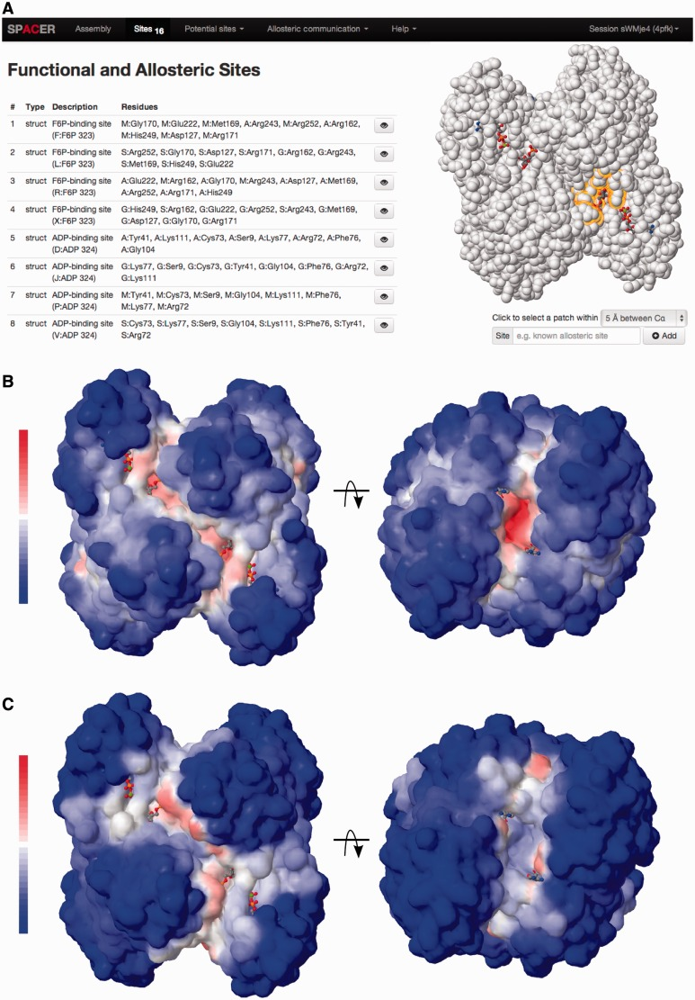 A
SPACER Assembly Sites 16 Potential sites Allosteric communication Help Session sWMje4 (4pfk)
Functional and Allosteric Sites
# Type Description Residues
1 struct F6P-binding site (F:F6P 323) M:Gly170, M:Glu222, M:Met169, A:Arg243, M:Arg252, A:Arg162,
M:His249, M:Asp127, M:Arg171
2 struct F6P-binding site (L:F6P 323) S:Arg252, S:Gly170, S:Asp127, S:Arg171, G:Arg162, G:Arg243,
S:Met169, S:His249, S:Glu222
3 struct F6P-binding site (R:F6P 323) A:Glu222, M:Arg162, A:Gly170, M:Arg243, A:Asp127, A:Met169,
A:Arg252, A:Arg171, A:His249
4 struct F6P-binding site (X:F6P 323) G:His249, S:Arg162, G:Glu222, G:Arg252, S:Arg243, G:Met169,
G:Asp127, G:Gly170, G:Arg171
5 struct ADP-binding site (D:ADP 324) A:Tyr41, A:Lys111, A:Cys73, A:Ser9, A:Lys77, A:Arg72, A:Phe76,
A:Gly104
6 struct ADP-binding site (J:ADP 324) G:Lys77, G:Ser9, G:Cys73, G:Tyr41, G:Gly104, G:Phe76, G:Arg72,
G:Lys111
7 struct ADP-binding site (P:ADP 324) M:Tyr41, M:Cys73, M:Ser9, M:Gly104, M:Lys111, M:Phe76,
M:Lys77, M:Arg72
8 struct ADP-binding site (V:ADP 324) S:Cys73, S:Lys77, S:Ser9, S:Gly104, S:Lys111, S:Phe76, S:Tyr41,
S:Arg72
Click to select a patch within 5 Å between Cα
Site e.g. known allosteric site Add
B
C